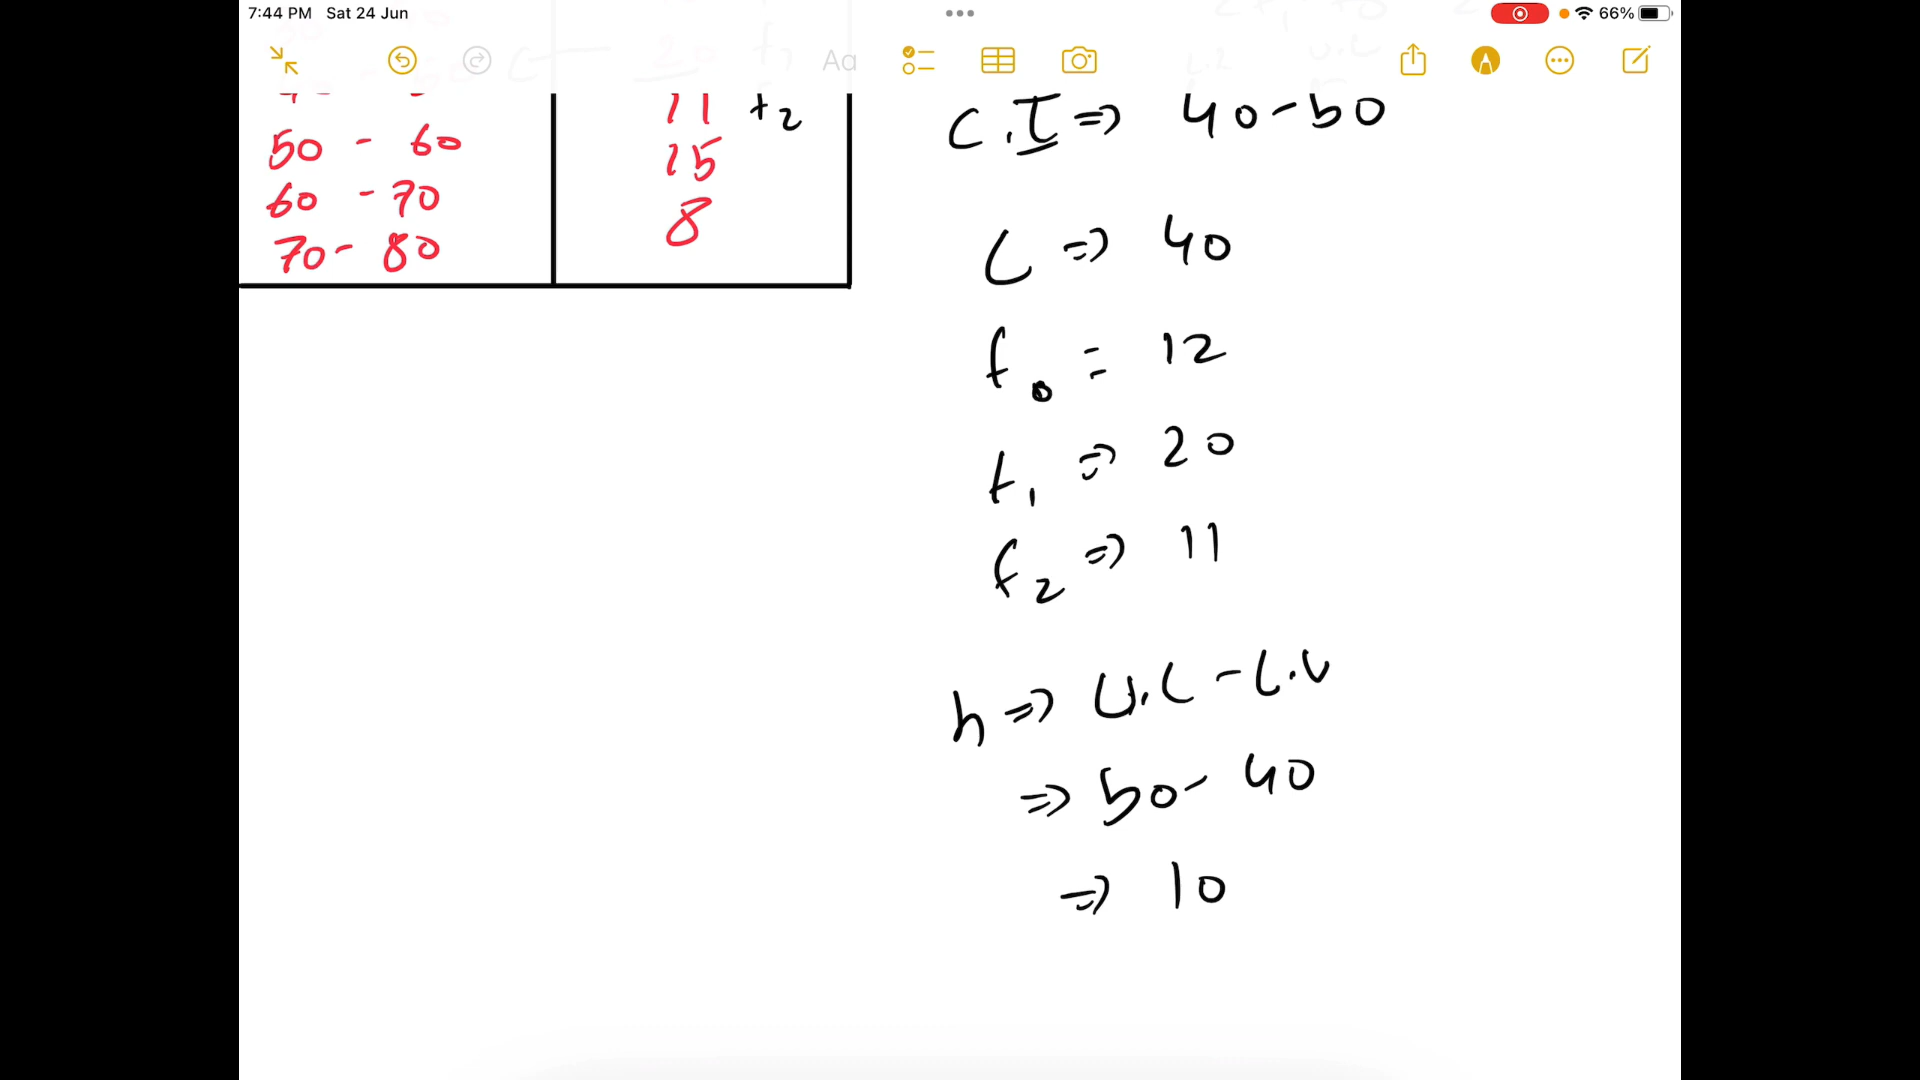 7:44 PM Sat 24 Jun
66%
Aa
50 - 60
60 - 70
70 - 80
11 f2
15
8
C.I => 40-50
L => 40
f0 = 12
f1 => 20
f2 => 11
h => U.L - L.U
=> 50 - 40
=> 10